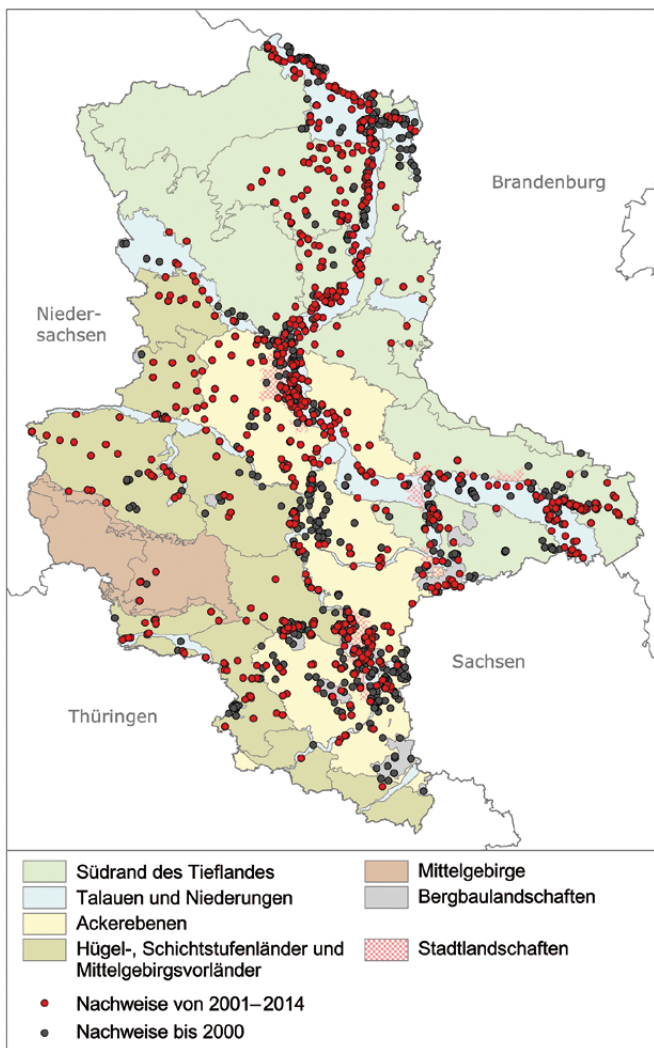 Brandenburg
Nieder-
sachsen
Sachsen
Thüringen
Südrand des Tieflandes
Talauen und Niederungen
Ackerebenen
Hügel-, Schichtstufenländer und
Mittelgebirgsvorländer
Mittelgebirge
Bergbaulandschaften
Stadtlandschaften
Nachweise von 2001–2014
Nachweise bis 2000